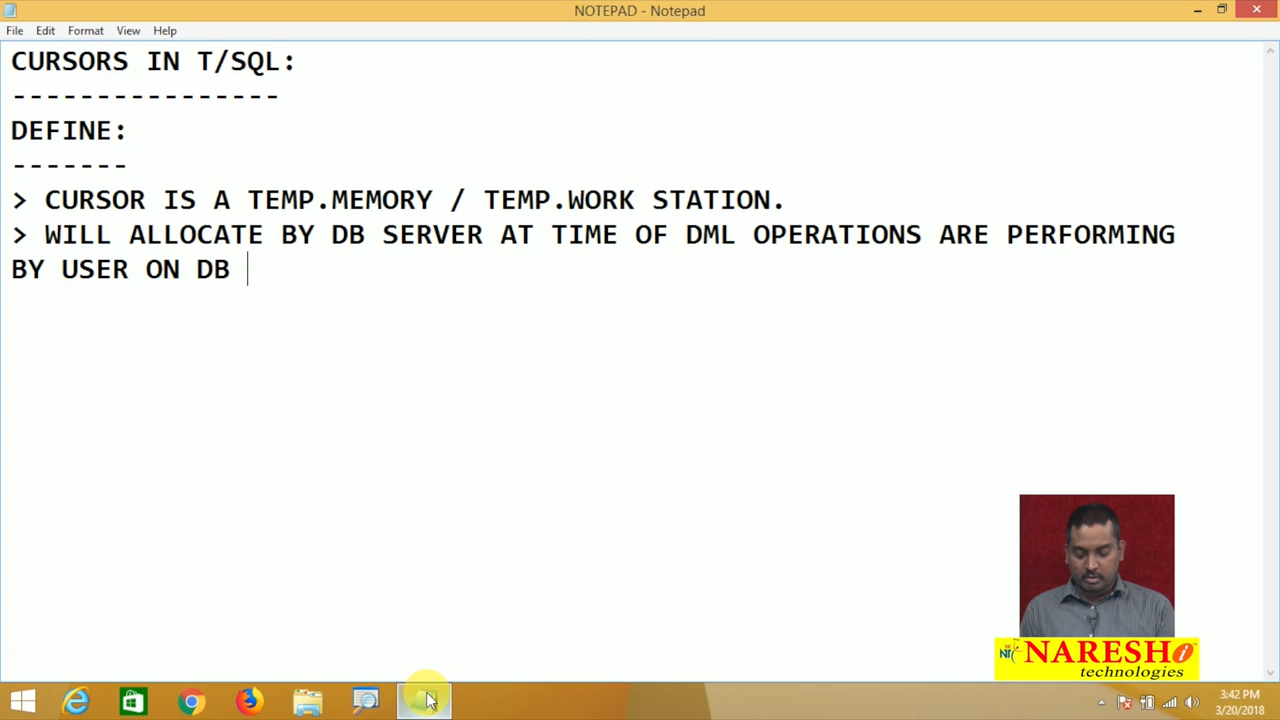 NOTEPAD - Notepad
File Edit Format View Help
CURSORS IN T/SQL:
----------------
DEFINE:
-------
> CURSOR IS A TEMP.MEMORY / TEMP.WORK STATION.
> WILL ALLOCATE BY DB SERVER AT TIME OF DML OPERATIONS ARE PERFORMING
BY USER ON DB
NARESH i
technologies
3:42 PM
3/20/2018